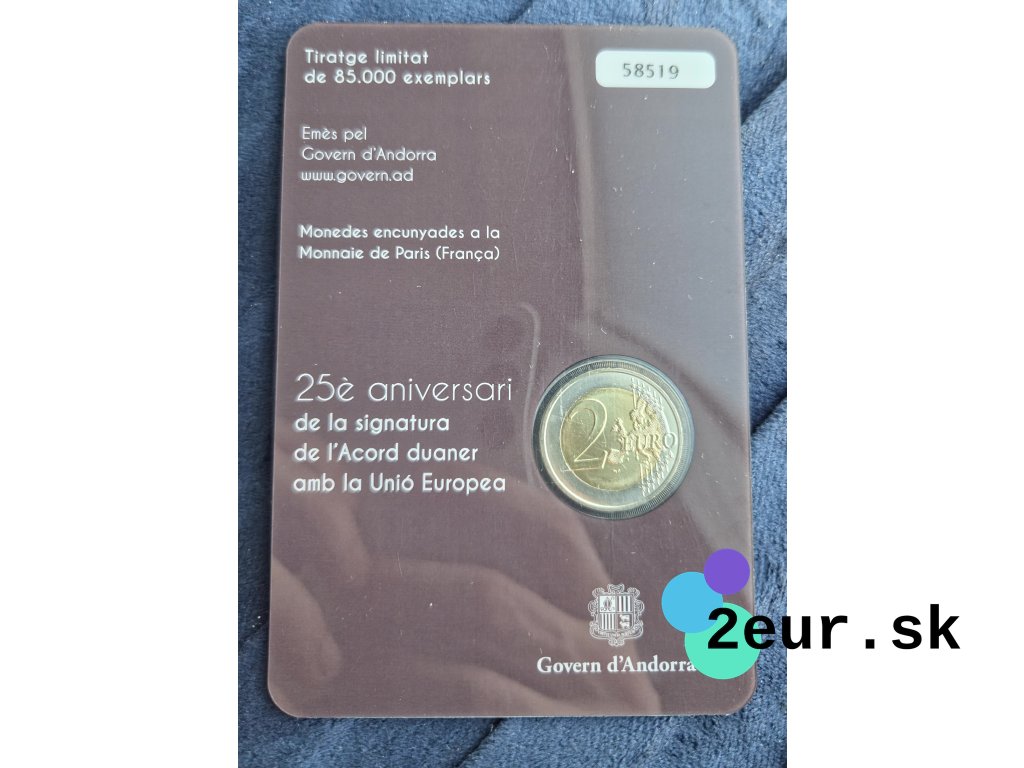 Tiratge limitat
de 85.000 exemplars
58519
Emès pel
Govern d'Andorra
www.govern.ad
Monedes encunyades a la
Monnaie de Paris (França)
25è aniversari
de la signatura
de l'Acord duaner
amb la Unió Europea
2 EURO
Govern d'Andorra
2eur.sk